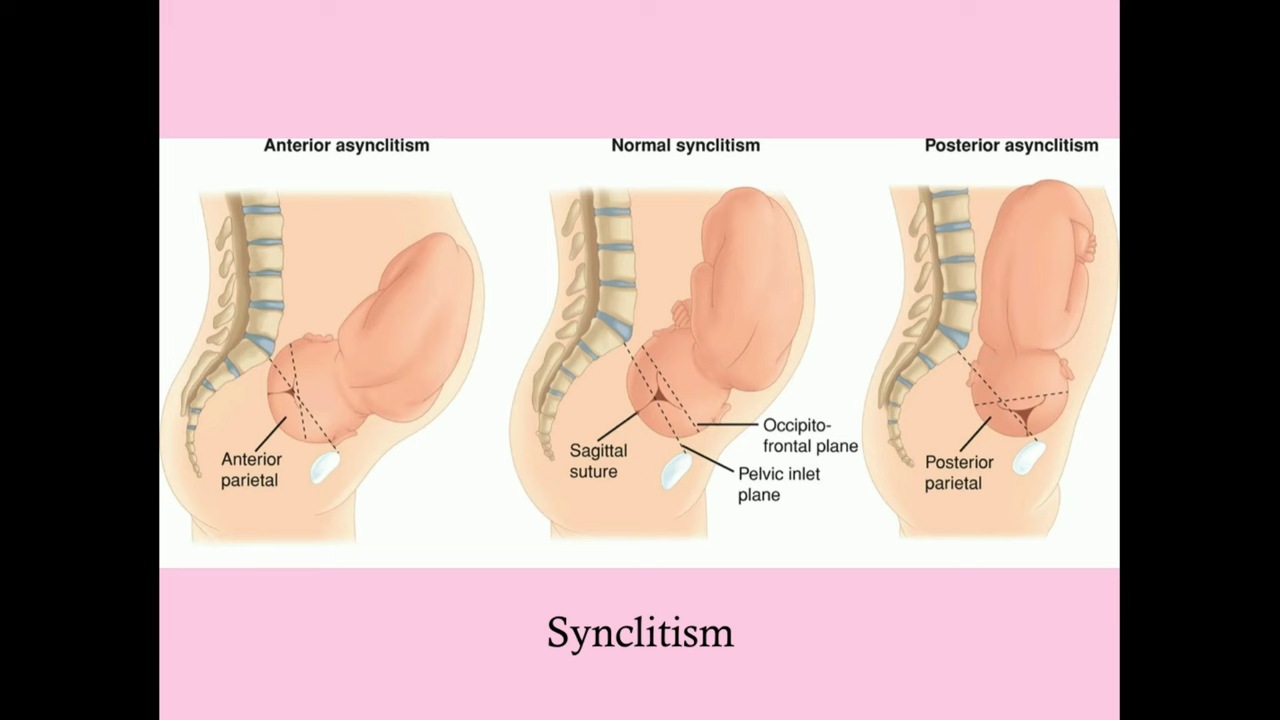 Anterior asynclitism
Normal synclitism
Posterior asynclitism
Anterior
parietal
Sagittal
suture
Occipito-
frontal plane
Pelvic inlet
plane
Posterior
parietal
Synclitism